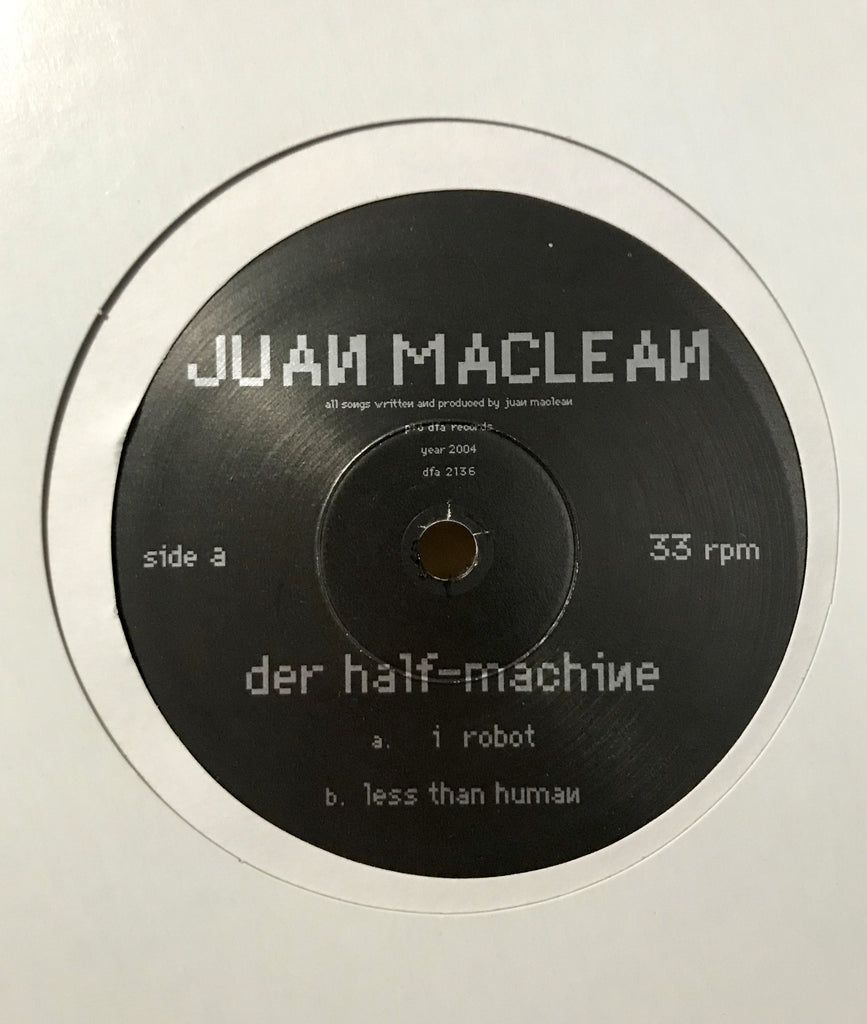 JUAN MACLEAN
all songs written and produced by juan maclean
p+© dfa records
year 2004
dfa 2136
side a
33 rpm
der half-machine
a. i robot
b. less than human